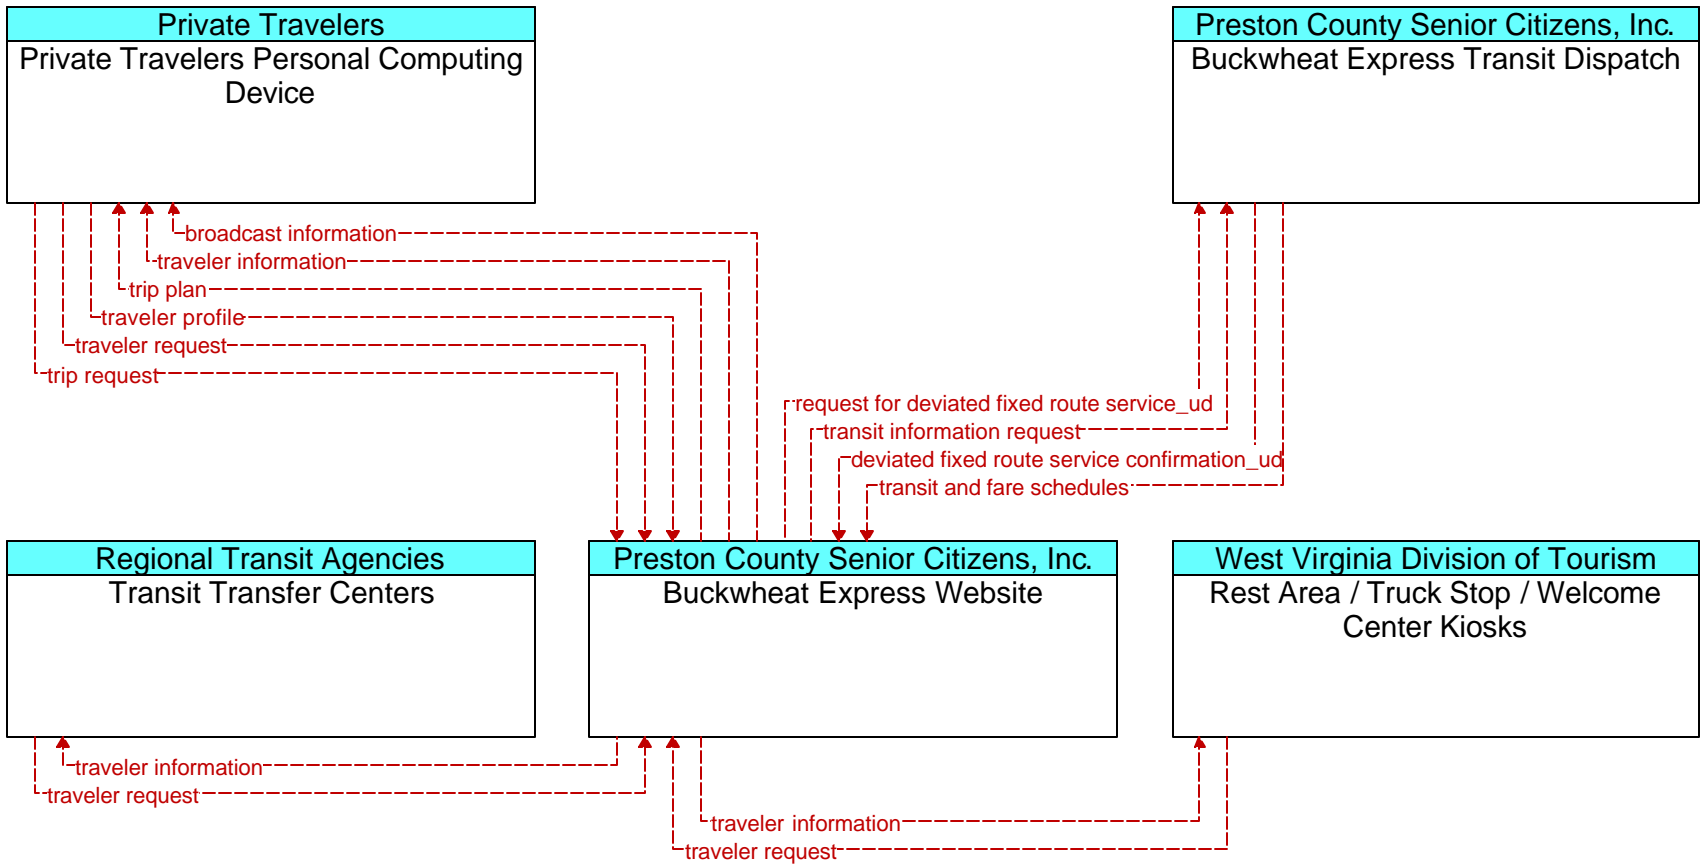 Private Travelers
Private Travelers Personal Computing
Device
Preston County Senior Citizens, Inc.
Buckwheat Express Transit Dispatch
broadcast information
traveler information
trip plan
traveler profile
traveler request
trip request
request for deviated fixed route service_ud
transit information request
deviated fixed route service confirmation_ud
transit and fare schedules
Regional Transit Agencies
Transit Transfer Centers
Preston County Senior Citizens, Inc.
Buckwheat Express Website
West Virginia Division of Tourism
Rest Area / Truck Stop / Welcome
Center Kiosks
traveler information
traveler request
traveler information
traveler request